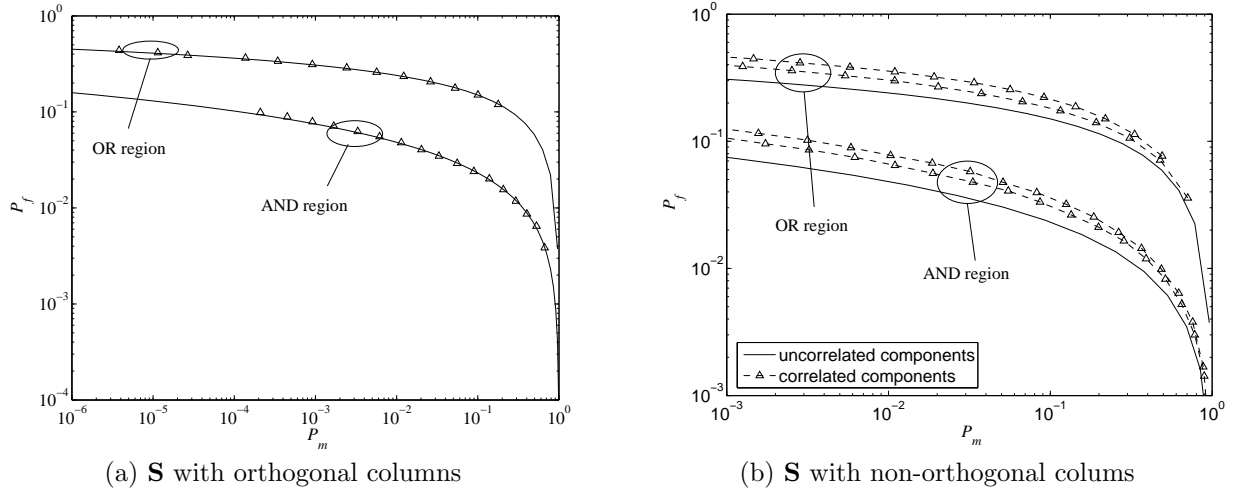 10^0
10^-1
10^-2
10^-3
10^-4
P_f
OR region
AND region
10^-6 10^-5 10^-4 10^-3 10^-2 10^-1 10^0
P_m
(a) S with orthogonal columns
10^0
10^-1
10^-2
10^-3
P_f
OR region
AND region
uncorrelated components
correlated components
10^-3 10^-2 10^-1 10^0
P_m
(b) S with non-orthogonal colums